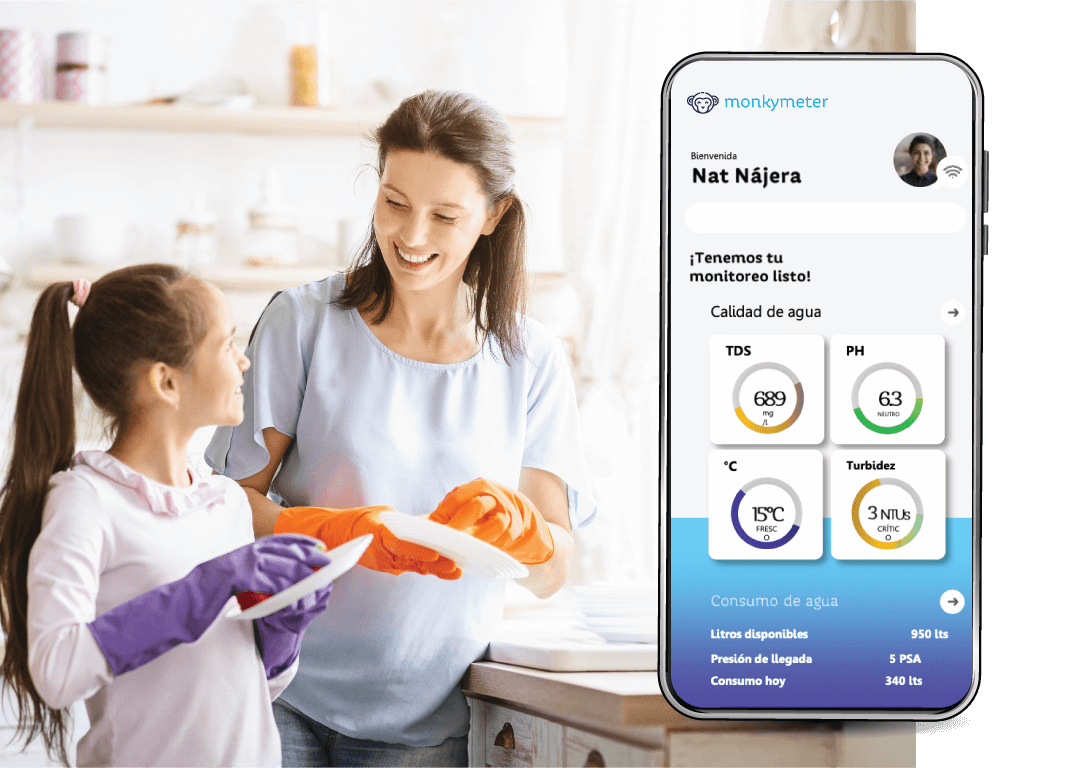 monkymeter
Bienvenida
Nat Nájera
¡Tenemos tu
monitoreo listo!
Calidad de agua
TDS
689
mg
/l
PH
6.3
NEUTRO
°C
15°C
FRESC
O
Turbidez
3 NTUs
CRÍTIC
O
Consumo de agua
Litros disponibles 950 lts
Presión de llegada 5 PSA
Consumo hoy 340 lts